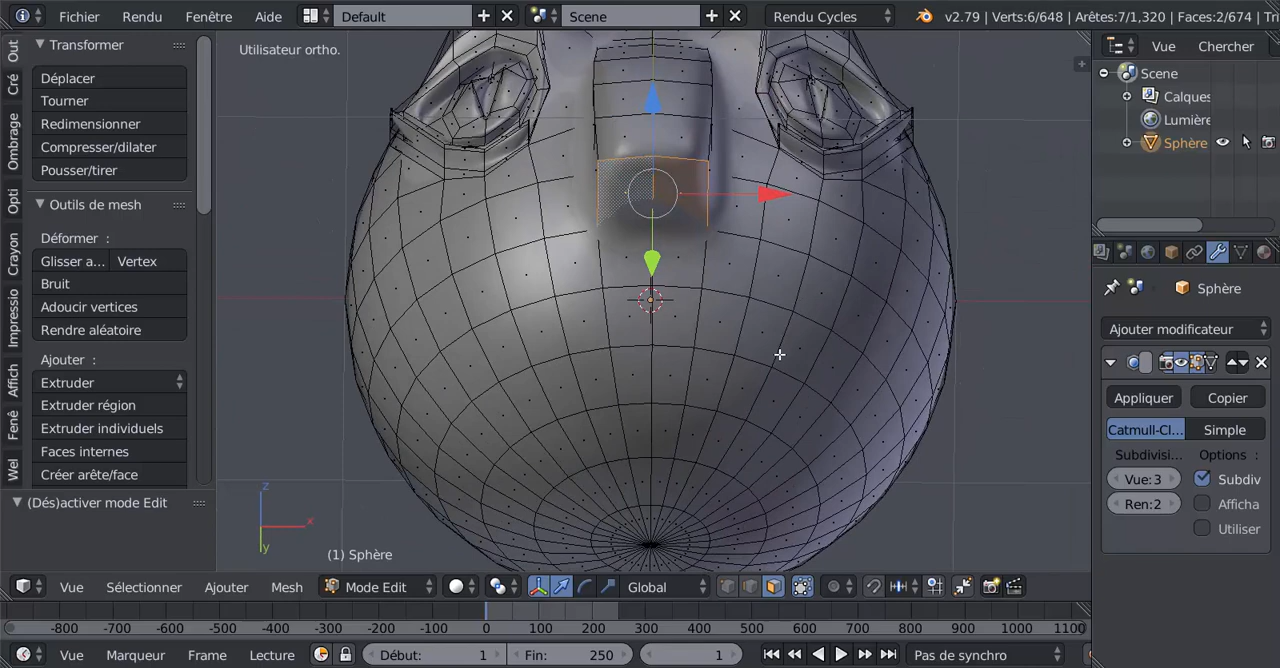 Fichier Rendu Fenêtre Aide Default Scene Rendu Cycles v2.79 | Verts:6/648 | Arêtes:7/1,320 | Faces:2/674 | Tri
Utilisateur ortho.
Out
Cré
Ombrage
Opti
Crayon
Impressio
Affich
Fenê
Wel
Transformer
Déplacer
Tourner
Redimensionner
Compresser/dilater
Pousser/tirer
Outils de mesh
Déformer :
Glisser a... Vertex
Bruit
Adoucir vertices
Rendre aléatoire
Ajouter :
Extruder
Extruder région
Extruder individuels
Faces internes
Créer arête/face
(Dés)activer mode Edit
z
x
y
(1) Sphère
Vue Chercher
Scene
Calques
Lumière
Sphère
Sphère
Ajouter modificateur
Appliquer Copier
Catmull-Cl... Simple
Subdivisi... Options :
Vue: 3 Subdiv
Ren: 2 Afficha
Utiliser
Vue Sélectionner Ajouter Mesh Mode Edit Global
-800 -700 -600 -500 -400 -300 -200 -100 0 100 200 300 400 500 600 700 800 900 1000 1100
Vue Marqueur Frame Lecture Début: 1 Fin: 250 1 Pas de synchro